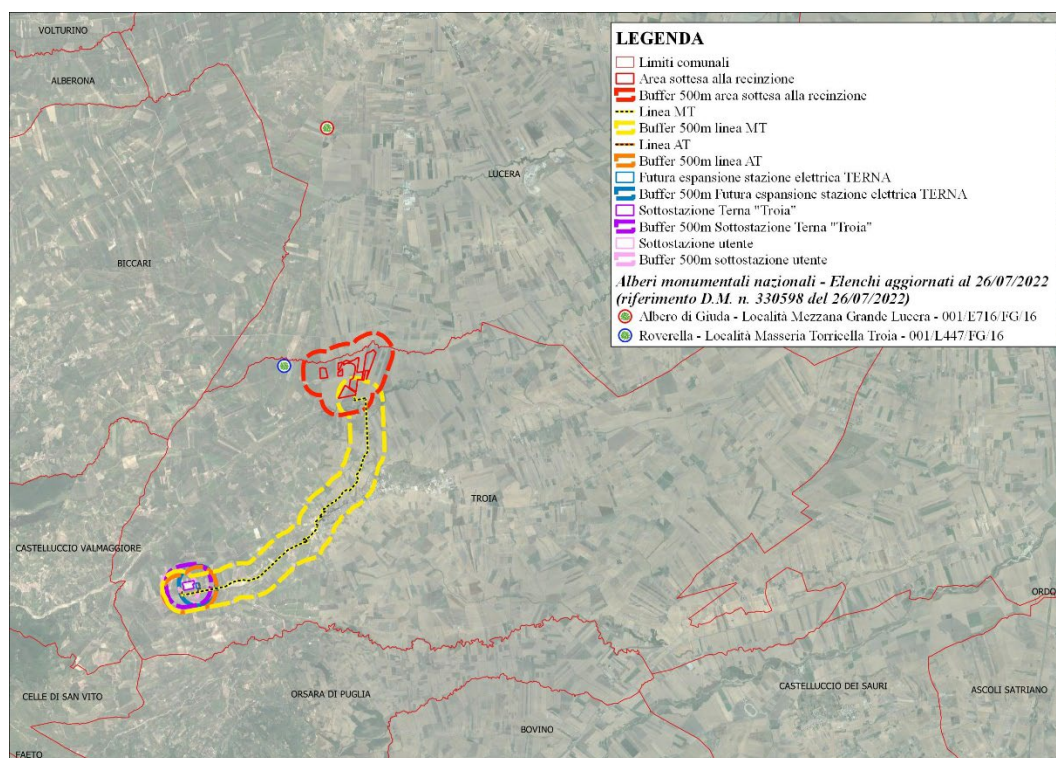 VOLTURINO
ALBERONA
LUCERA
BICCARI
TROIA
CASTELLUCCIO VALMAGGIORE
ORDO
CELLE DI SAN VITO
ORSARA DI PUGLIA
CASTELLUCCIO DEI SAURI
ASCOLI SATRIANO
BOVINO
FAETO
LEGENDA
Limiti comunali
Area sottesa alla recinzione
Buffer 500m area sottesa alla recinzione
Linea MT
Buffer 500m linea MT
Linea AT
Buffer 500m linea AT
Futura espansione stazione elettrica TERNA
Buffer 500m Futura espansione stazione elettrica TERNA
Sottostazione Terna "Troia"
Buffer 500m Sottostazione Terna "Troia"
Sottostazione utente
Buffer 500m sottostazione utente
Alberi monumentali nazionali - Elenchi aggiornati al 26/07/2022
(riferimento D.M. n. 330598 del 26/07/2022)
Albero di Giuda - Località Mezzana Grande Lucera - 001/E716/FG/16
Roverella - Località Masseria Torricella Troia - 001/L447/FG/16